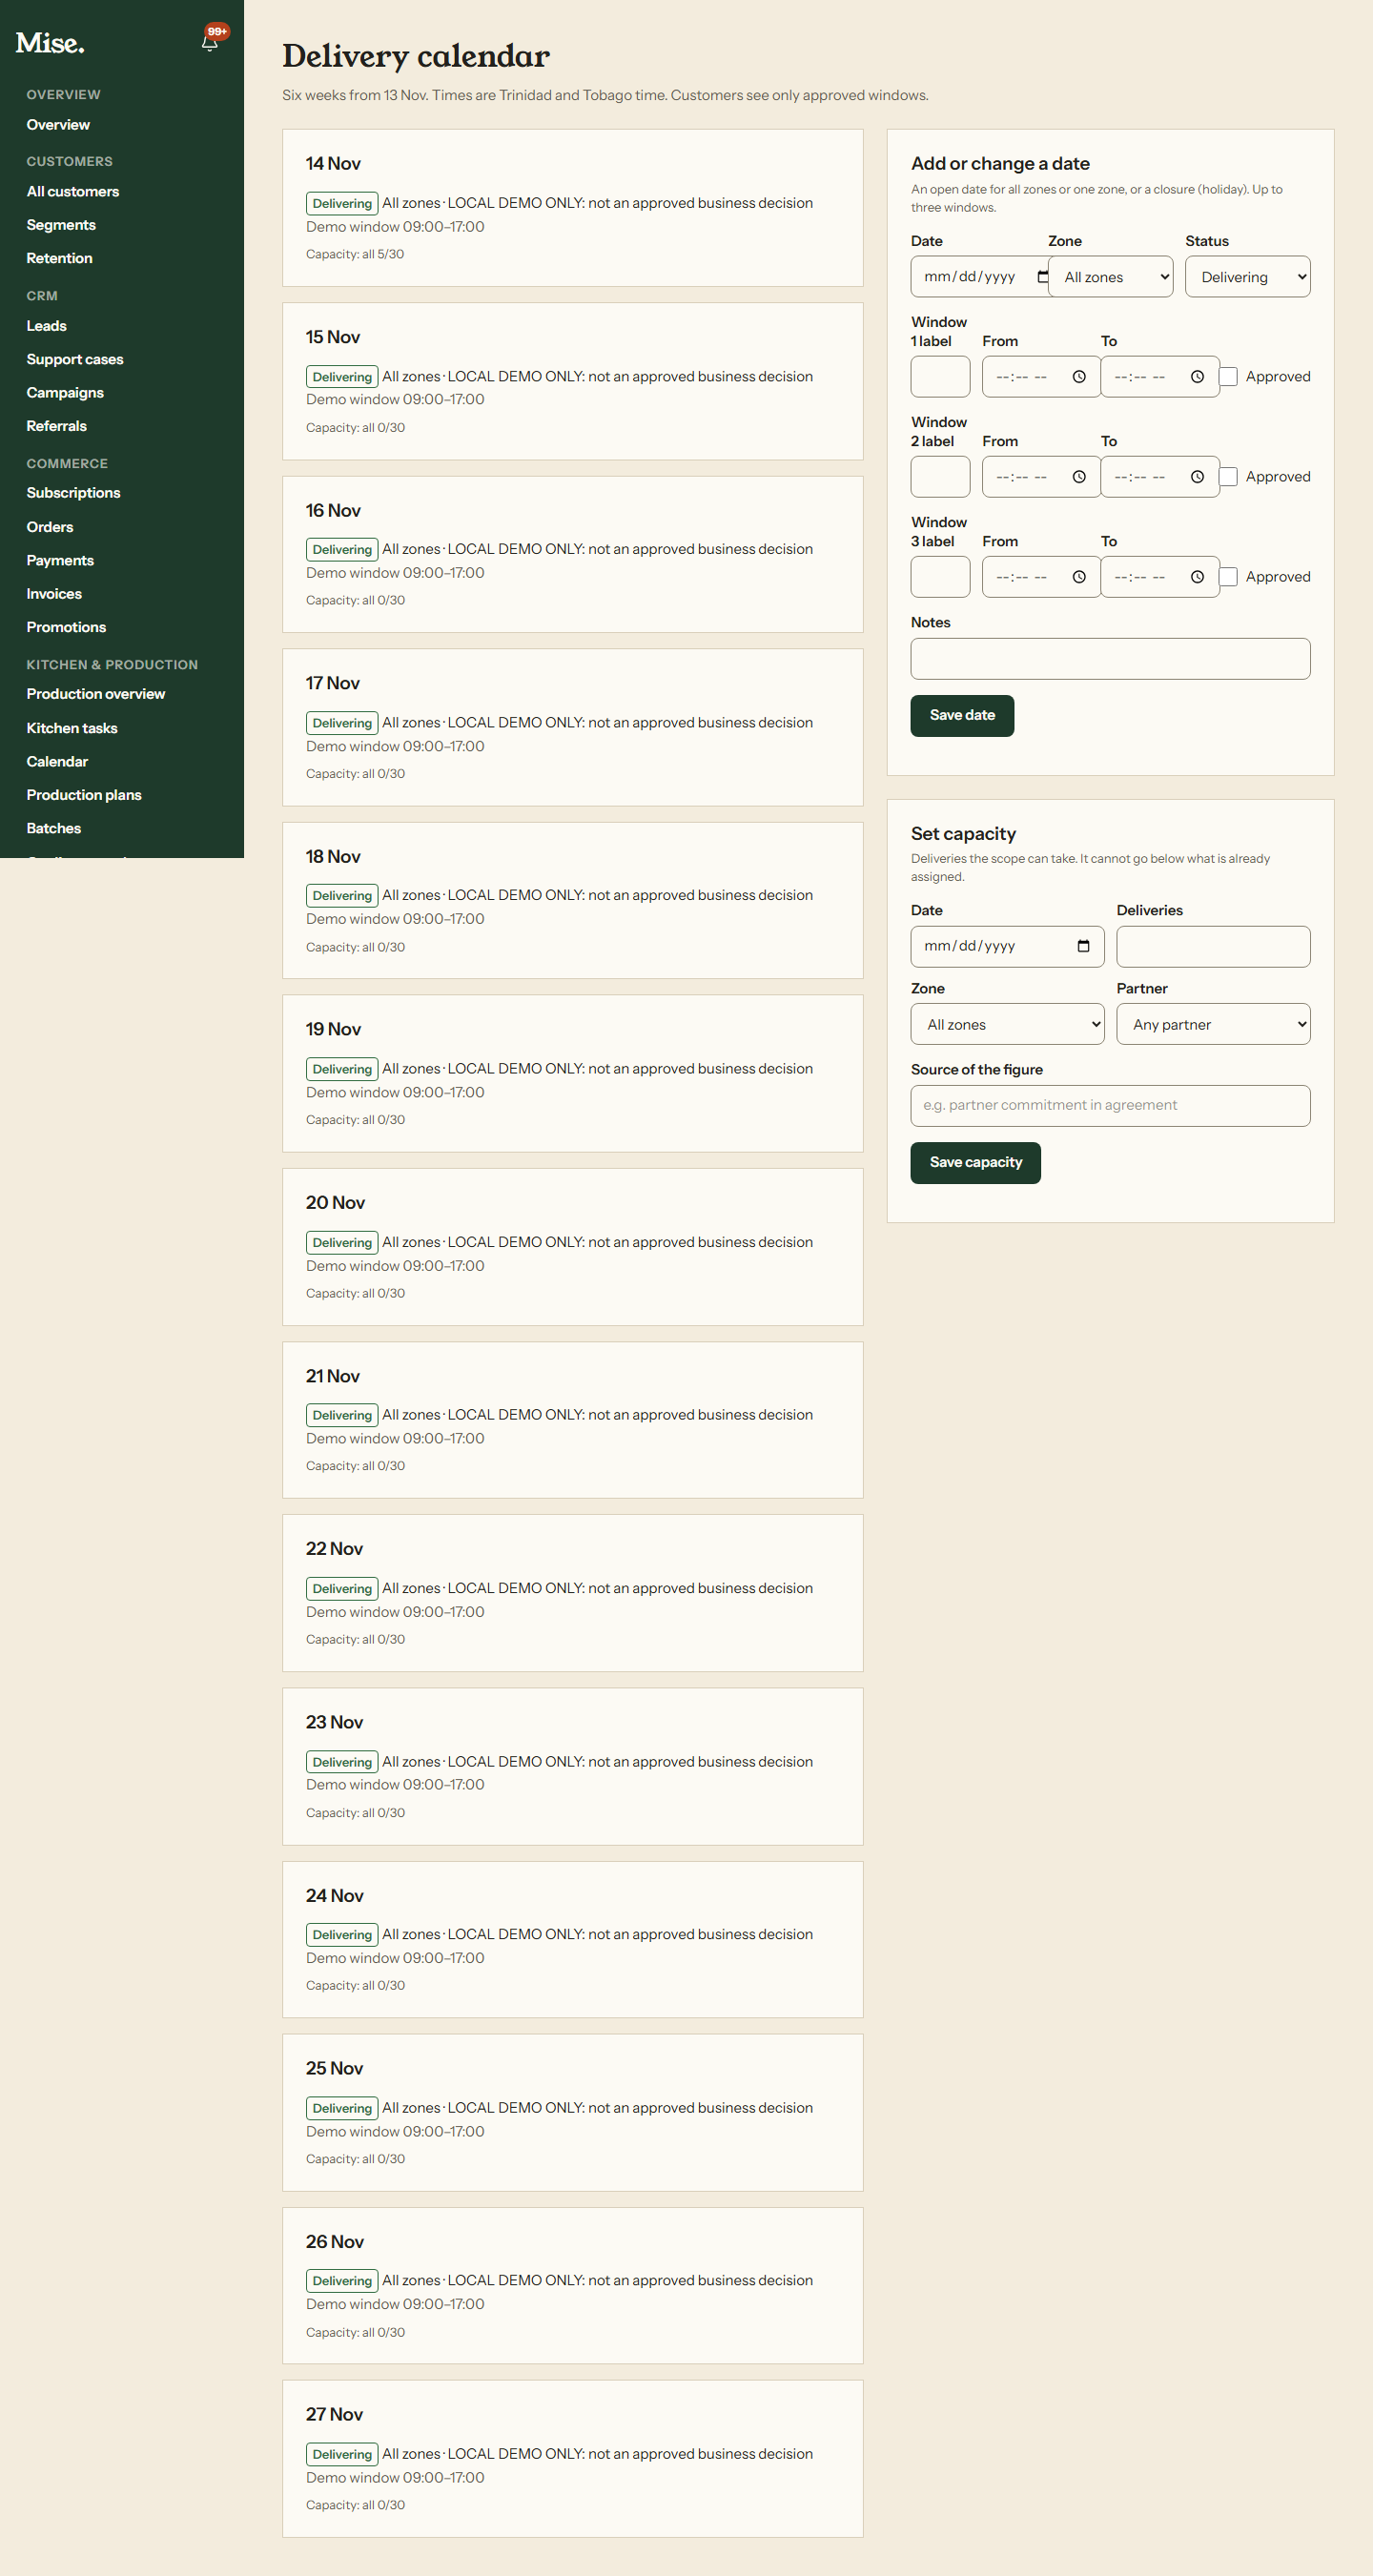 Mise.
99+
OVERVIEW
Overview
CUSTOMERS
All customers
Segments
Retention
CRM
Leads
Support cases
Campaigns
Referrals
COMMERCE
Subscriptions
Orders
Payments
Invoices
Promotions
KITCHEN & PRODUCTION
Production overview
Kitchen tasks
Calendar
Production plans
Batches
Delivery calendar
Six weeks from 13 Nov. Times are Trinidad and Tobago time. Customers see only approved windows.
14 Nov
Delivering All zones · LOCAL DEMO ONLY: not an approved business decision
Demo window 09:00–17:00
Capacity: all 5/30
15 Nov
Delivering All zones · LOCAL DEMO ONLY: not an approved business decision
Demo window 09:00–17:00
Capacity: all 0/30
16 Nov
Delivering All zones · LOCAL DEMO ONLY: not an approved business decision
Demo window 09:00–17:00
Capacity: all 0/30
17 Nov
Delivering All zones · LOCAL DEMO ONLY: not an approved business decision
Demo window 09:00–17:00
Capacity: all 0/30
18 Nov
Delivering All zones · LOCAL DEMO ONLY: not an approved business decision
Demo window 09:00–17:00
Capacity: all 0/30
19 Nov
Delivering All zones · LOCAL DEMO ONLY: not an approved business decision
Demo window 09:00–17:00
Capacity: all 0/30
20 Nov
Delivering All zones · LOCAL DEMO ONLY: not an approved business decision
Demo window 09:00–17:00
Capacity: all 0/30
21 Nov
Delivering All zones · LOCAL DEMO ONLY: not an approved business decision
Demo window 09:00–17:00
Capacity: all 0/30
22 Nov
Delivering All zones · LOCAL DEMO ONLY: not an approved business decision
Demo window 09:00–17:00
Capacity: all 0/30
23 Nov
Delivering All zones · LOCAL DEMO ONLY: not an approved business decision
Demo window 09:00–17:00
Capacity: all 0/30
24 Nov
Delivering All zones · LOCAL DEMO ONLY: not an approved business decision
Demo window 09:00–17:00
Capacity: all 0/30
25 Nov
Delivering All zones · LOCAL DEMO ONLY: not an approved business decision
Demo window 09:00–17:00
Capacity: all 0/30
26 Nov
Delivering All zones · LOCAL DEMO ONLY: not an approved business decision
Demo window 09:00–17:00
Capacity: all 0/30
27 Nov
Delivering All zones · LOCAL DEMO ONLY: not an approved business decision
Demo window 09:00–17:00
Capacity: all 0/30
Add or change a date
An open date for all zones or one zone, or a closure (holiday). Up to
three windows.
Date Zone Status
mm/dd/yyyy All zones Delivering
Window
1 label From To
--:-- -- --:-- -- Approved
Window
2 label From To
--:-- -- --:-- -- Approved
Window
3 label From To
--:-- -- --:-- -- Approved
Notes
Save date
Set capacity
Deliveries the scope can take. It cannot go below what is already
assigned.
Date Deliveries
mm/dd/yyyy
Zone Partner
All zones Any partner
Source of the figure
e.g. partner commitment in agreement
Save capacity